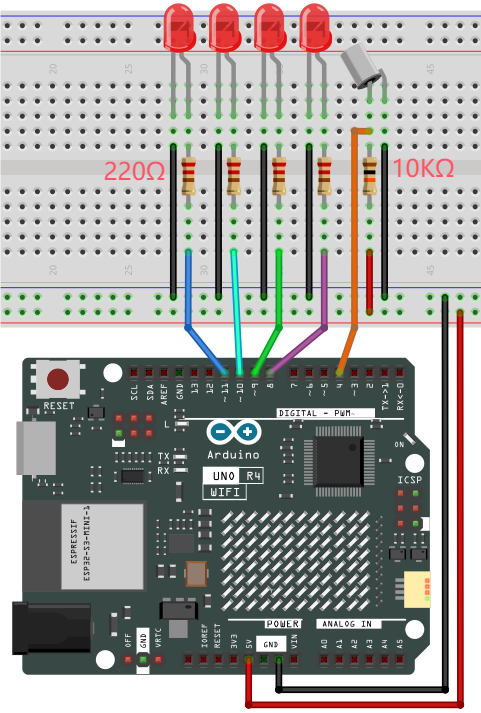 20 25 30 35 45
220Ω 10KΩ
20 25 30 35 45
RESET
SCL SDA AREF GND 13 12 ~11 ~10 ~9 8 7 ~6 ~5 4 ~3 2 TX→1 RX←0
DIGITAL - PWM~
L
ON
Arduino
TX
RX
UNO R4
WIFI
ICSP
ESPRESSIF
ESP32-S3-MINI-1
POWER ANALOG IN
OFF GND VRTC IOREF RESET 3V3 5V GND VIN A0 A1 A2 A3 A4 A5